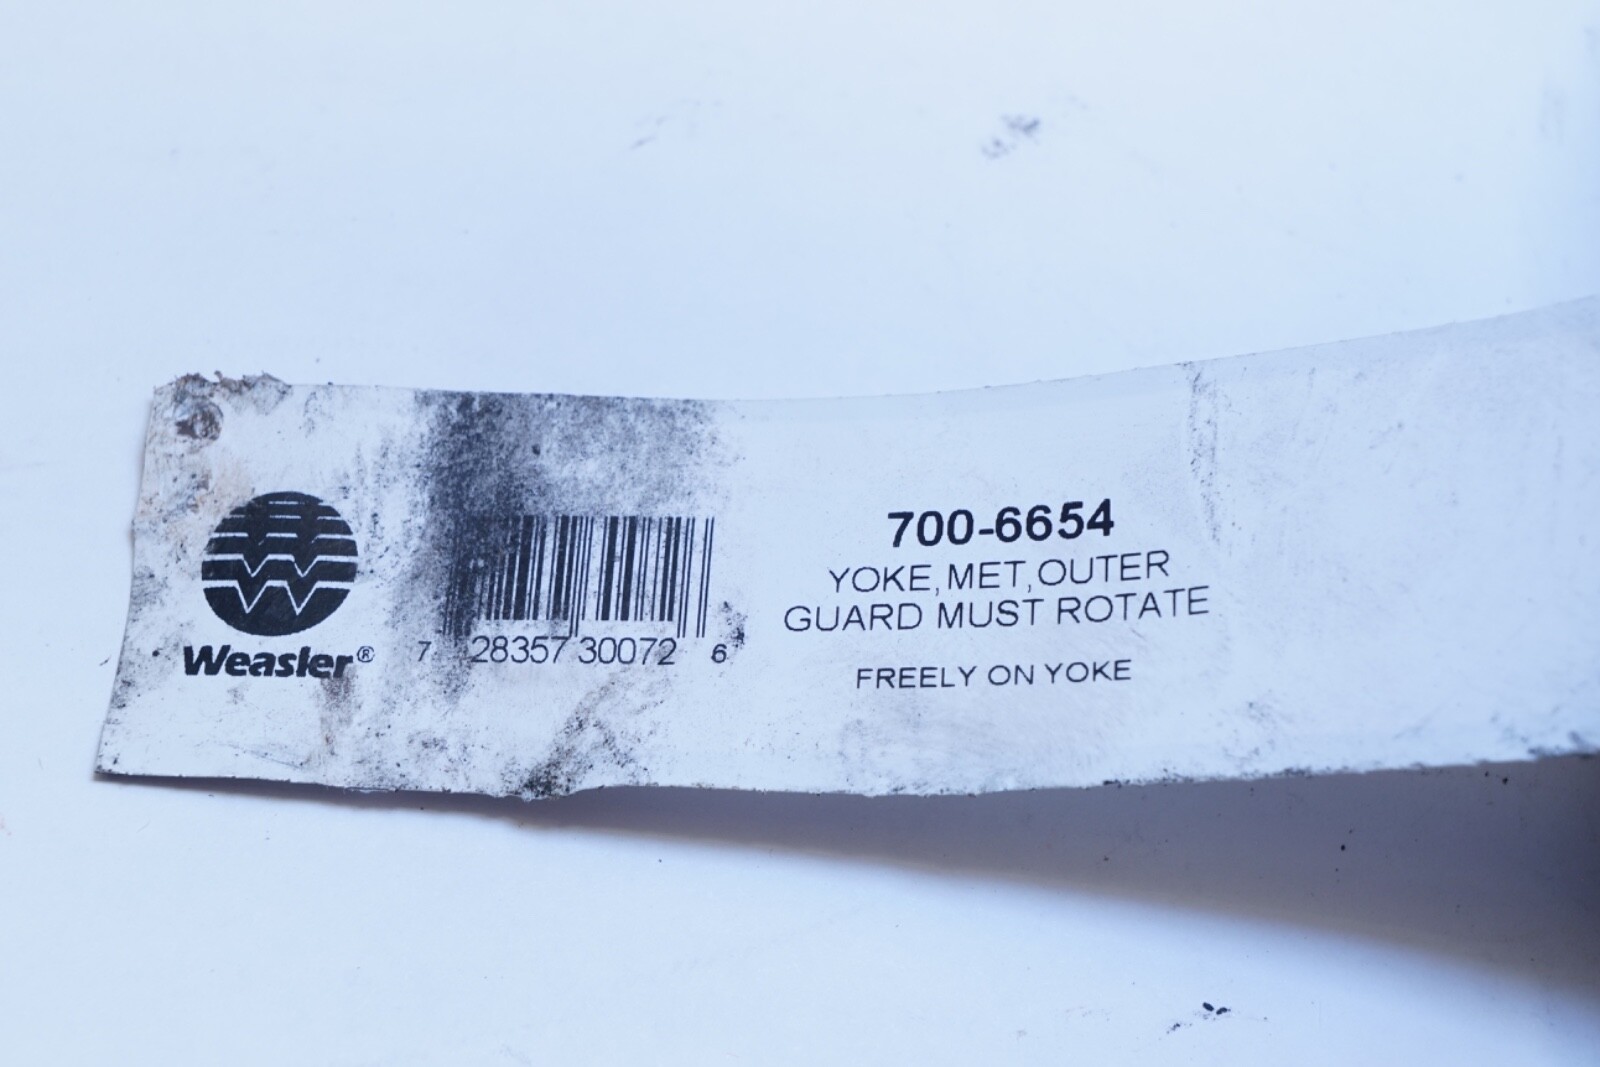 Weasler®
7 28357 30072 6
700-6654
YOKE, MET, OUTER
GUARD MUST ROTATE
FREELY ON YOKE